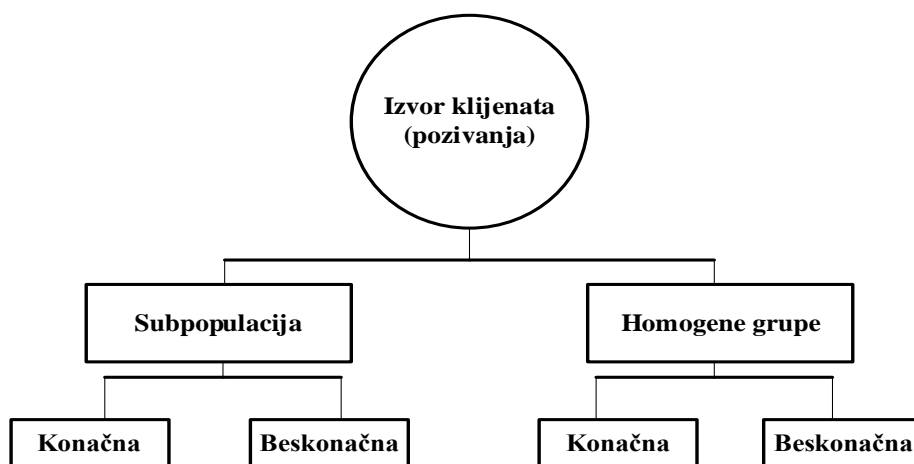 Izvor klijenata
(pozivanja)
Subpopulacija
Homogene grupe
Konačna
Beskonačna
Konačna
Beskonačna